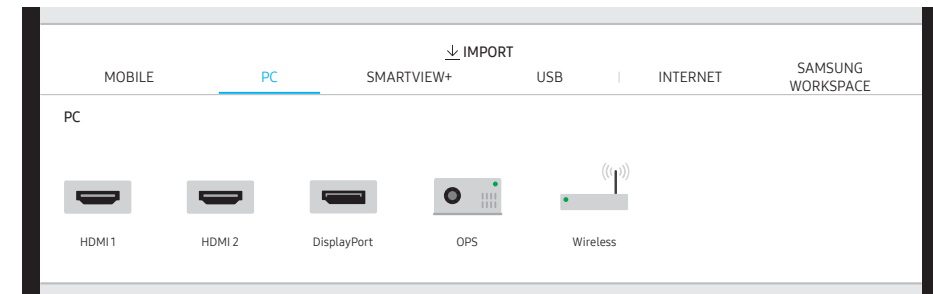 IMPORT
MOBILE PC SMARTVIEW+ USB INTERNET SAMSUNG
WORKSPACE
PC
HDMI 1 HDMI 2 DisplayPort OPS Wireless